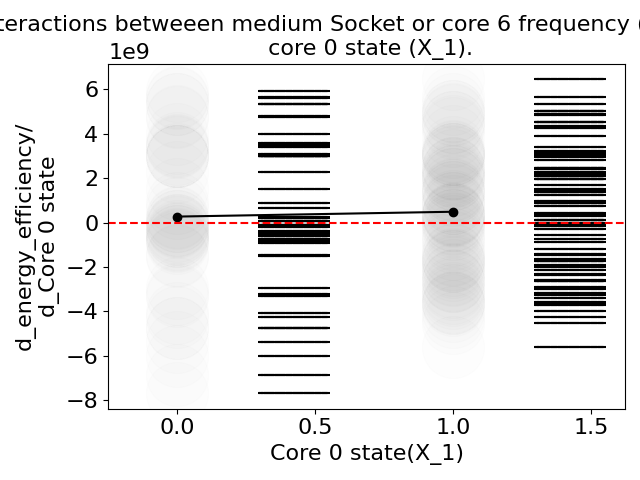 teractions betweeen medium Socket or core 6 frequency (
core 0 state (X_1).
1e9
6
4
2
0
−2
−4
−6
−8
d_energy_efficiency/
d_Core 0 state
0.0 0.5 1.0 1.5
Core 0 state(X_1)